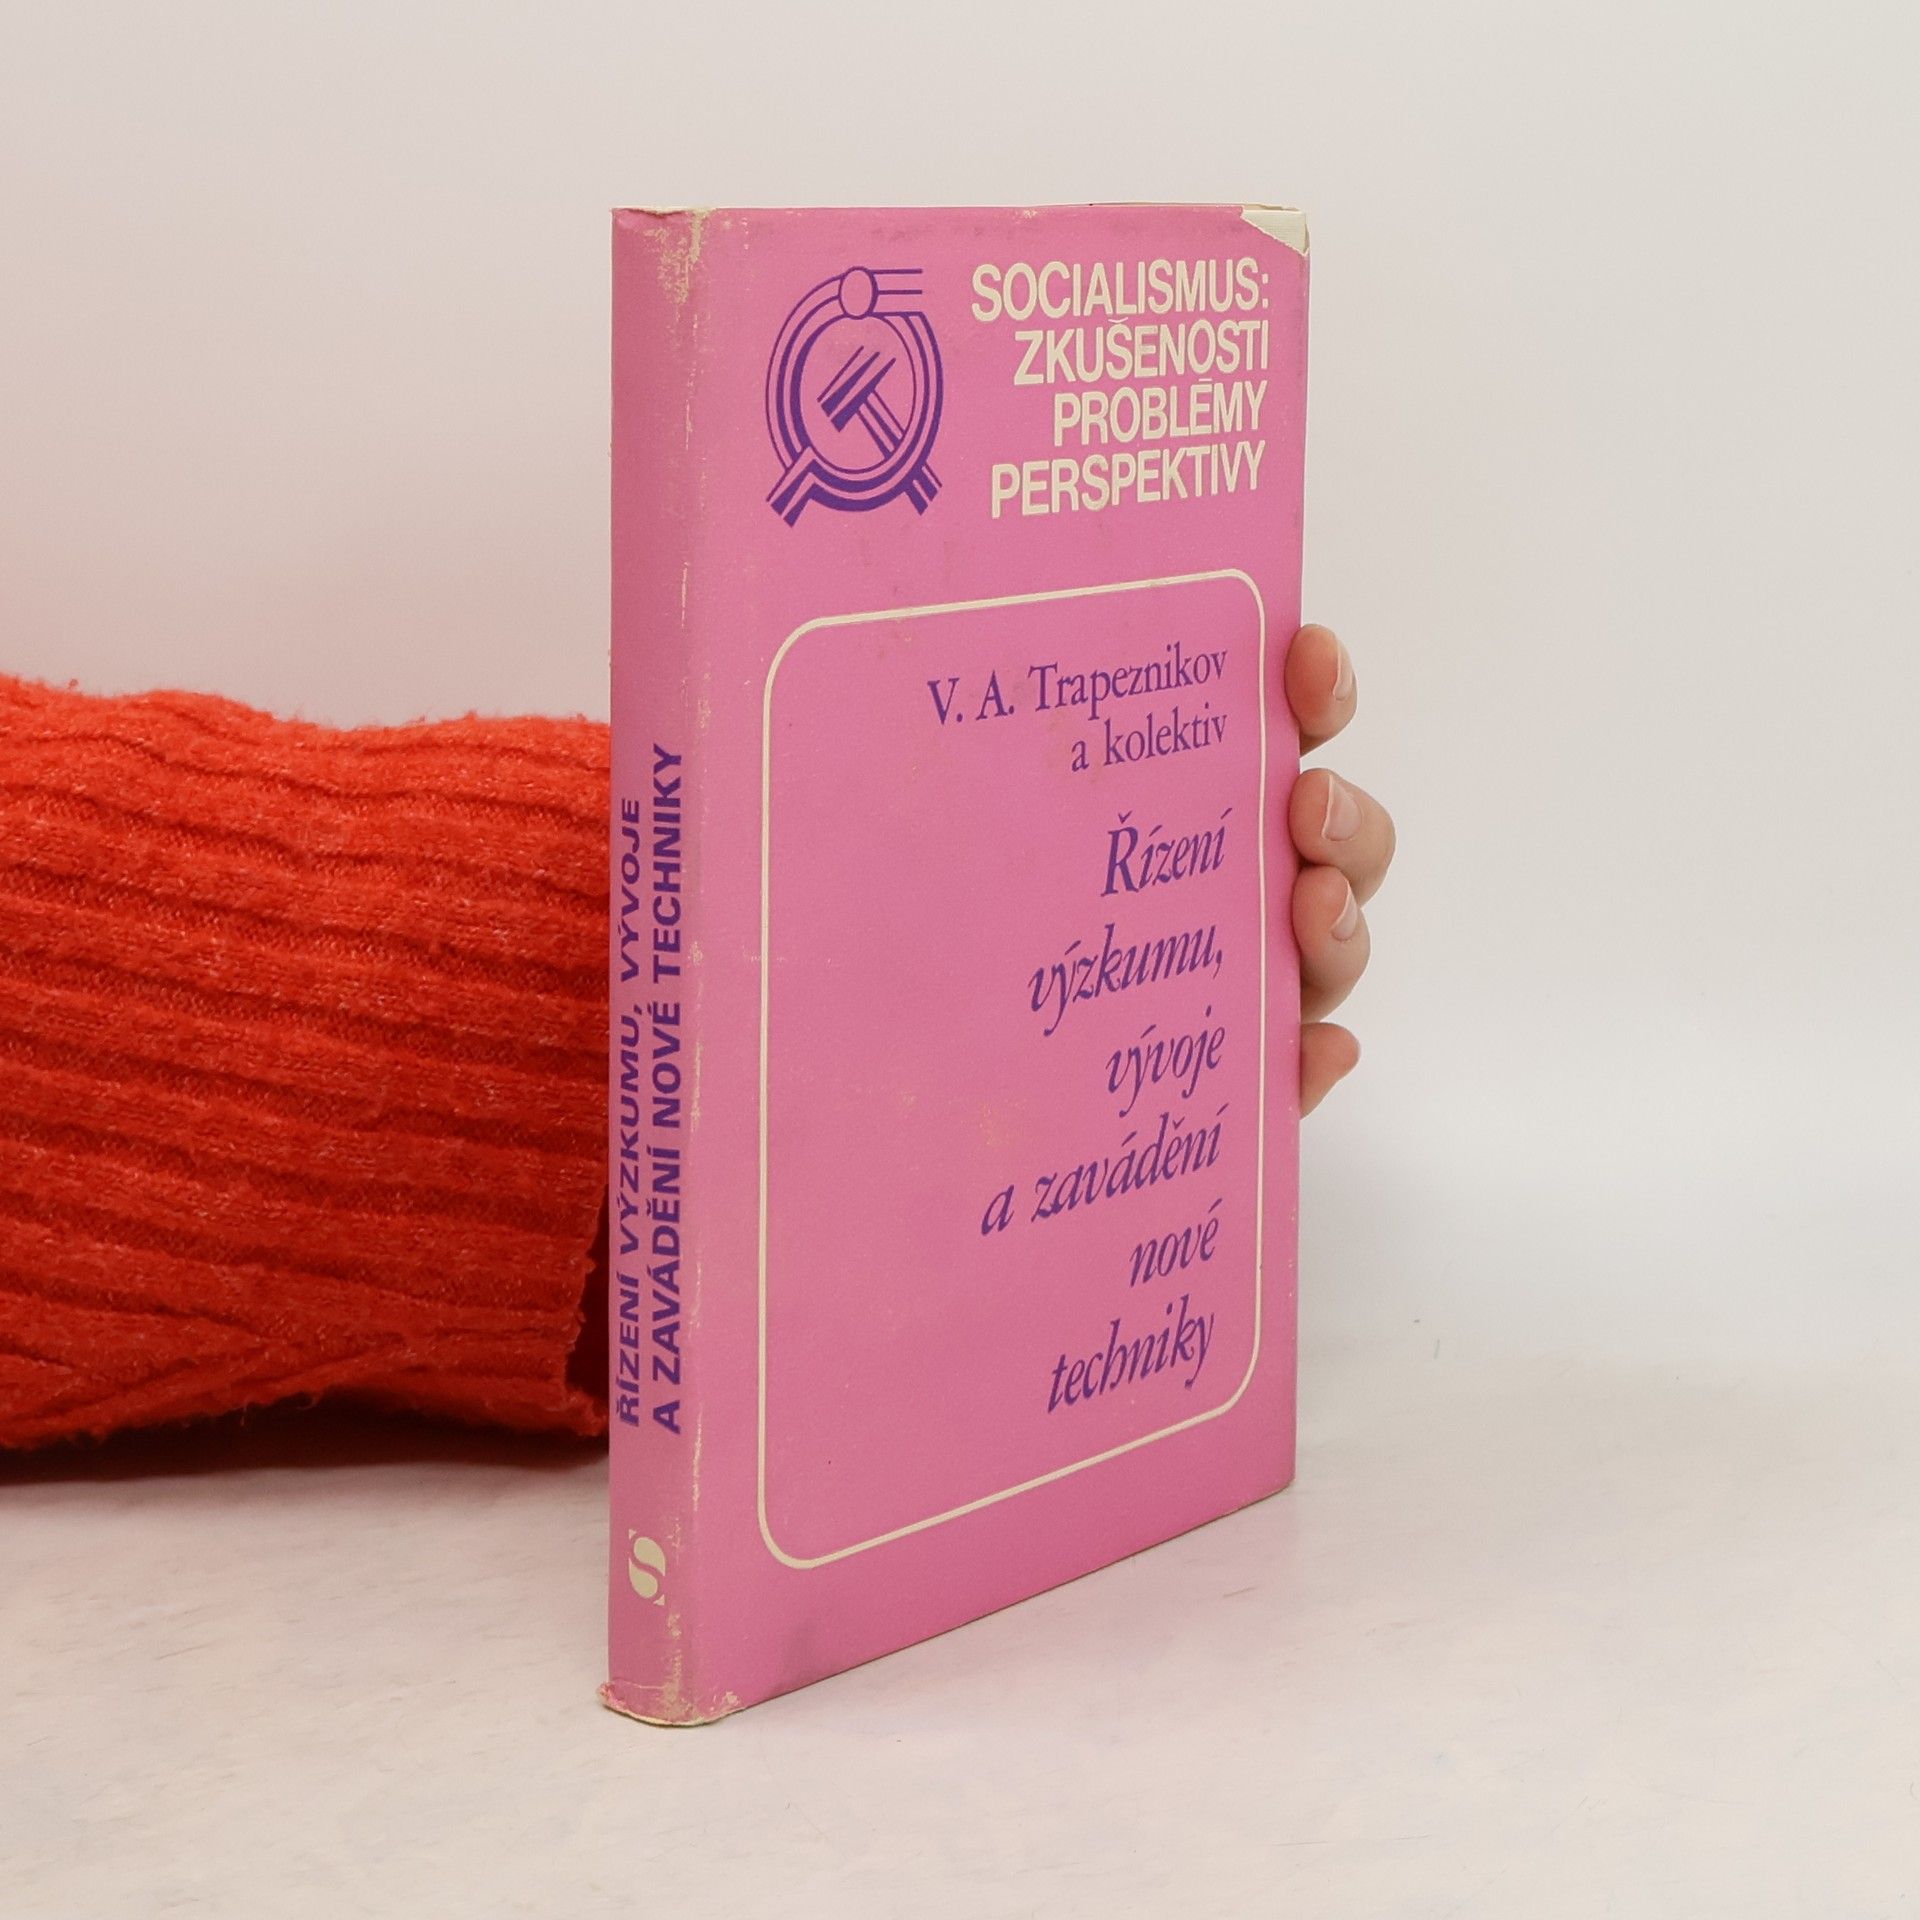 SOCIALISMUS:
ZKUŠENOSTI
PROBLÉMY
PERSPEKTIVY
V. A. Trapeznikov
a kolektiv
Řízení
výzkumu,
vývoje
a zavádění
nové
techniky
ŘÍZENÍ VÝZKUMU, VÝVOJE
A ZAVÁDĚNÍ NOVÉ TECHNIKY
S